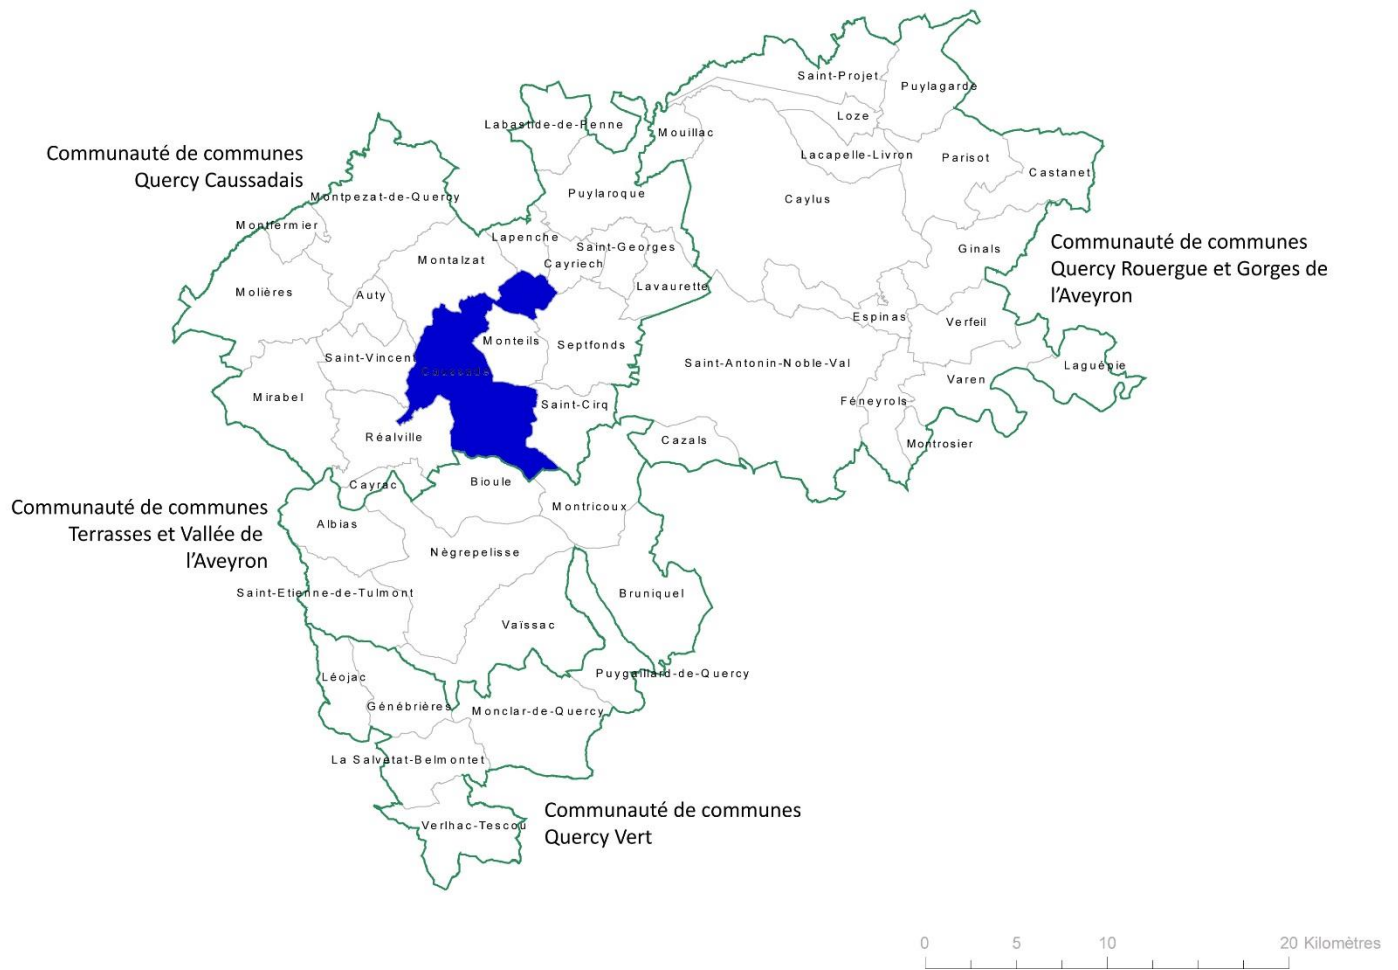 Saint-Projet
Puylagarde
Labastide-de-Penne
Mouillac
Loze
Communauté de communes
Quercy Caussadais
Lacapelle-Livron
Parisot
Castanet
Montpezat-de-Quercy
Puylaroque
Caylus
Montfermier
Lapenche
Saint-Georges
Ginals
Communauté de communes
Quercy Rouergue et Gorges de
l’Aveyron
Montalzat
Cayriech
Molières
Auty
Lavaurette
Espinas
Verfeil
Monteils
Septfonds
Saint-Vincent
Saint-Antonin-Noble-Val
Laguépie
Caussade
Varen
Mirabel
Saint-Cirq
Féneyrols
Réalville
Cazals
Montrosier
Cayrac
Bioule
Montricoux
Communauté de communes
Terrasses et Vallée de
l’Aveyron
Albias
Nègrepelisse
Saint-Etienne-de-Tulmont
Bruniquel
Vaïssac
Puygaillard-de-Quercy
Léojac
Génébrières
Monclar-de-Quercy
La Salvetat-Belmontet
Communauté de communes
Quercy Vert
Verlhac-Tescou
0 5 10 20 Kilomètres